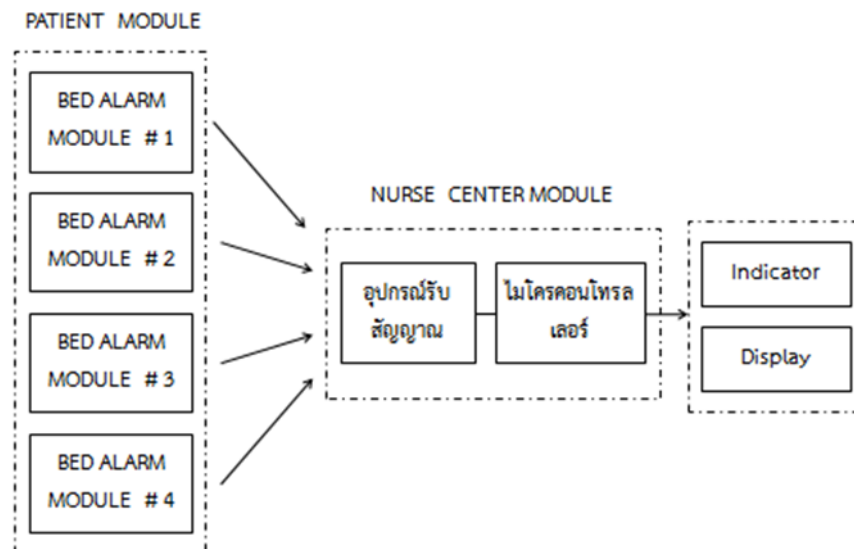 PATIENT MODULE
BED ALARM
MODULE # 1
BED ALARM
MODULE # 2
BED ALARM
MODULE # 3
BED ALARM
MODULE # 4
NURSE CENTER MODULE
อุปกรณ์รับ
สัญญาณ
ไมโครคอนโทรล
เลอร์
Indicator
Display